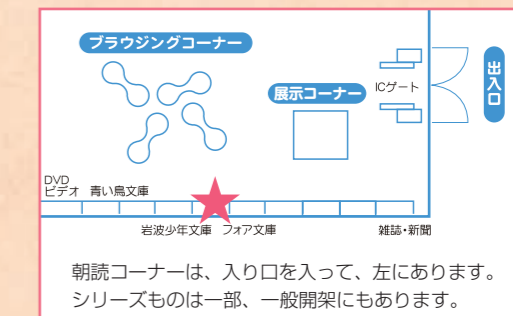 ブラウジングコーナー
展示コーナー
ICゲート
出入口
DVD
ビデオ 青い鳥文庫
岩波少年文庫 フォア文庫
雑誌・新聞
朝読コーナーは、入り口を入って、左にあります。
シリーズものは一部、一般開架にもあります。